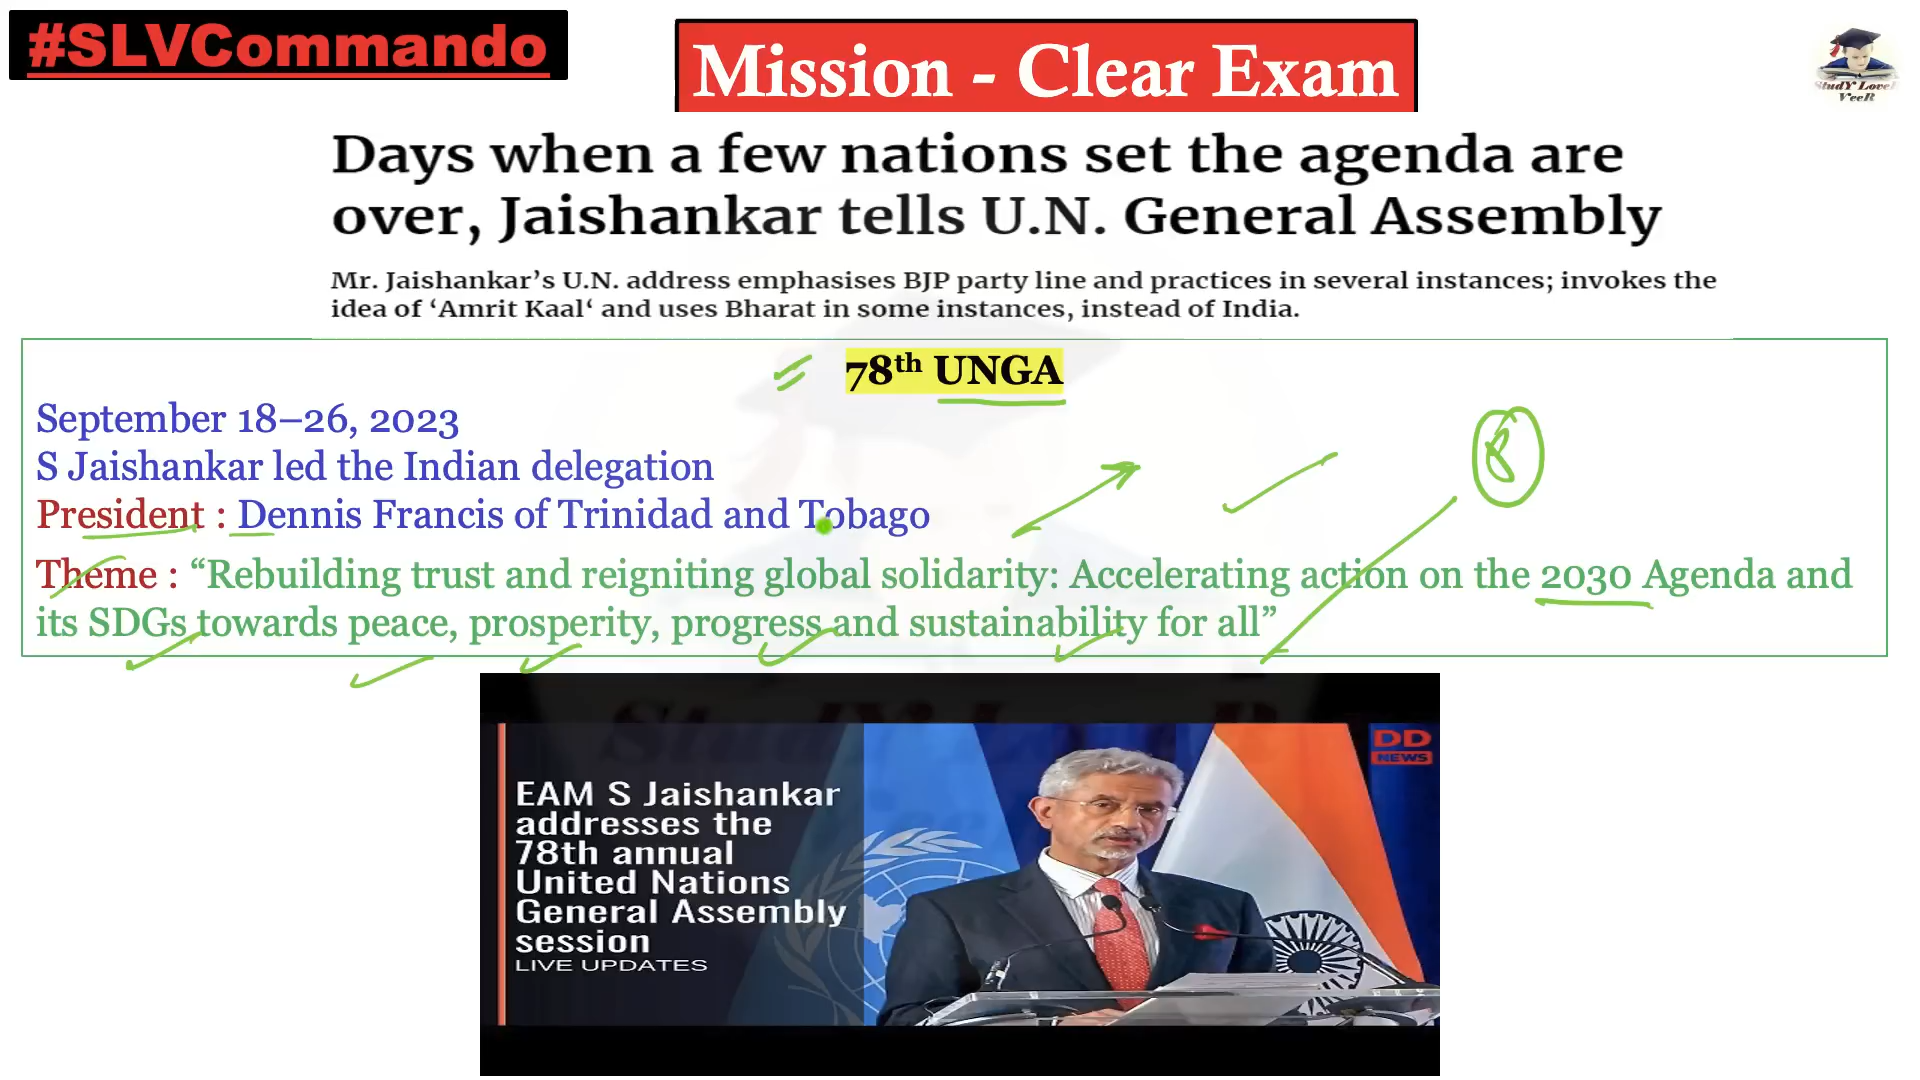 #SLVCommando
Mission - Clear Exam
StudY LoveR
VeeR
Days when a few nations set the agenda are
over, Jaishankar tells U.N. General Assembly
Mr. Jaishankar’s U.N. address emphasises BJP party line and practices in several instances; invokes the
idea of ‘Amrit Kaal‘ and uses Bharat in some instances, instead of India.
78th UNGA
September 18–26, 2023
S Jaishankar led the Indian delegation
President : Dennis Francis of Trinidad and Tobago
Theme : “Rebuilding trust and reigniting global solidarity: Accelerating action on the 2030 Agenda and
its SDGs towards peace, prosperity, progress and sustainability for all”
DD
NEWS
EAM S Jaishankar
addresses the
78th annual
United Nations
General Assembly
session
LIVE UPDATES